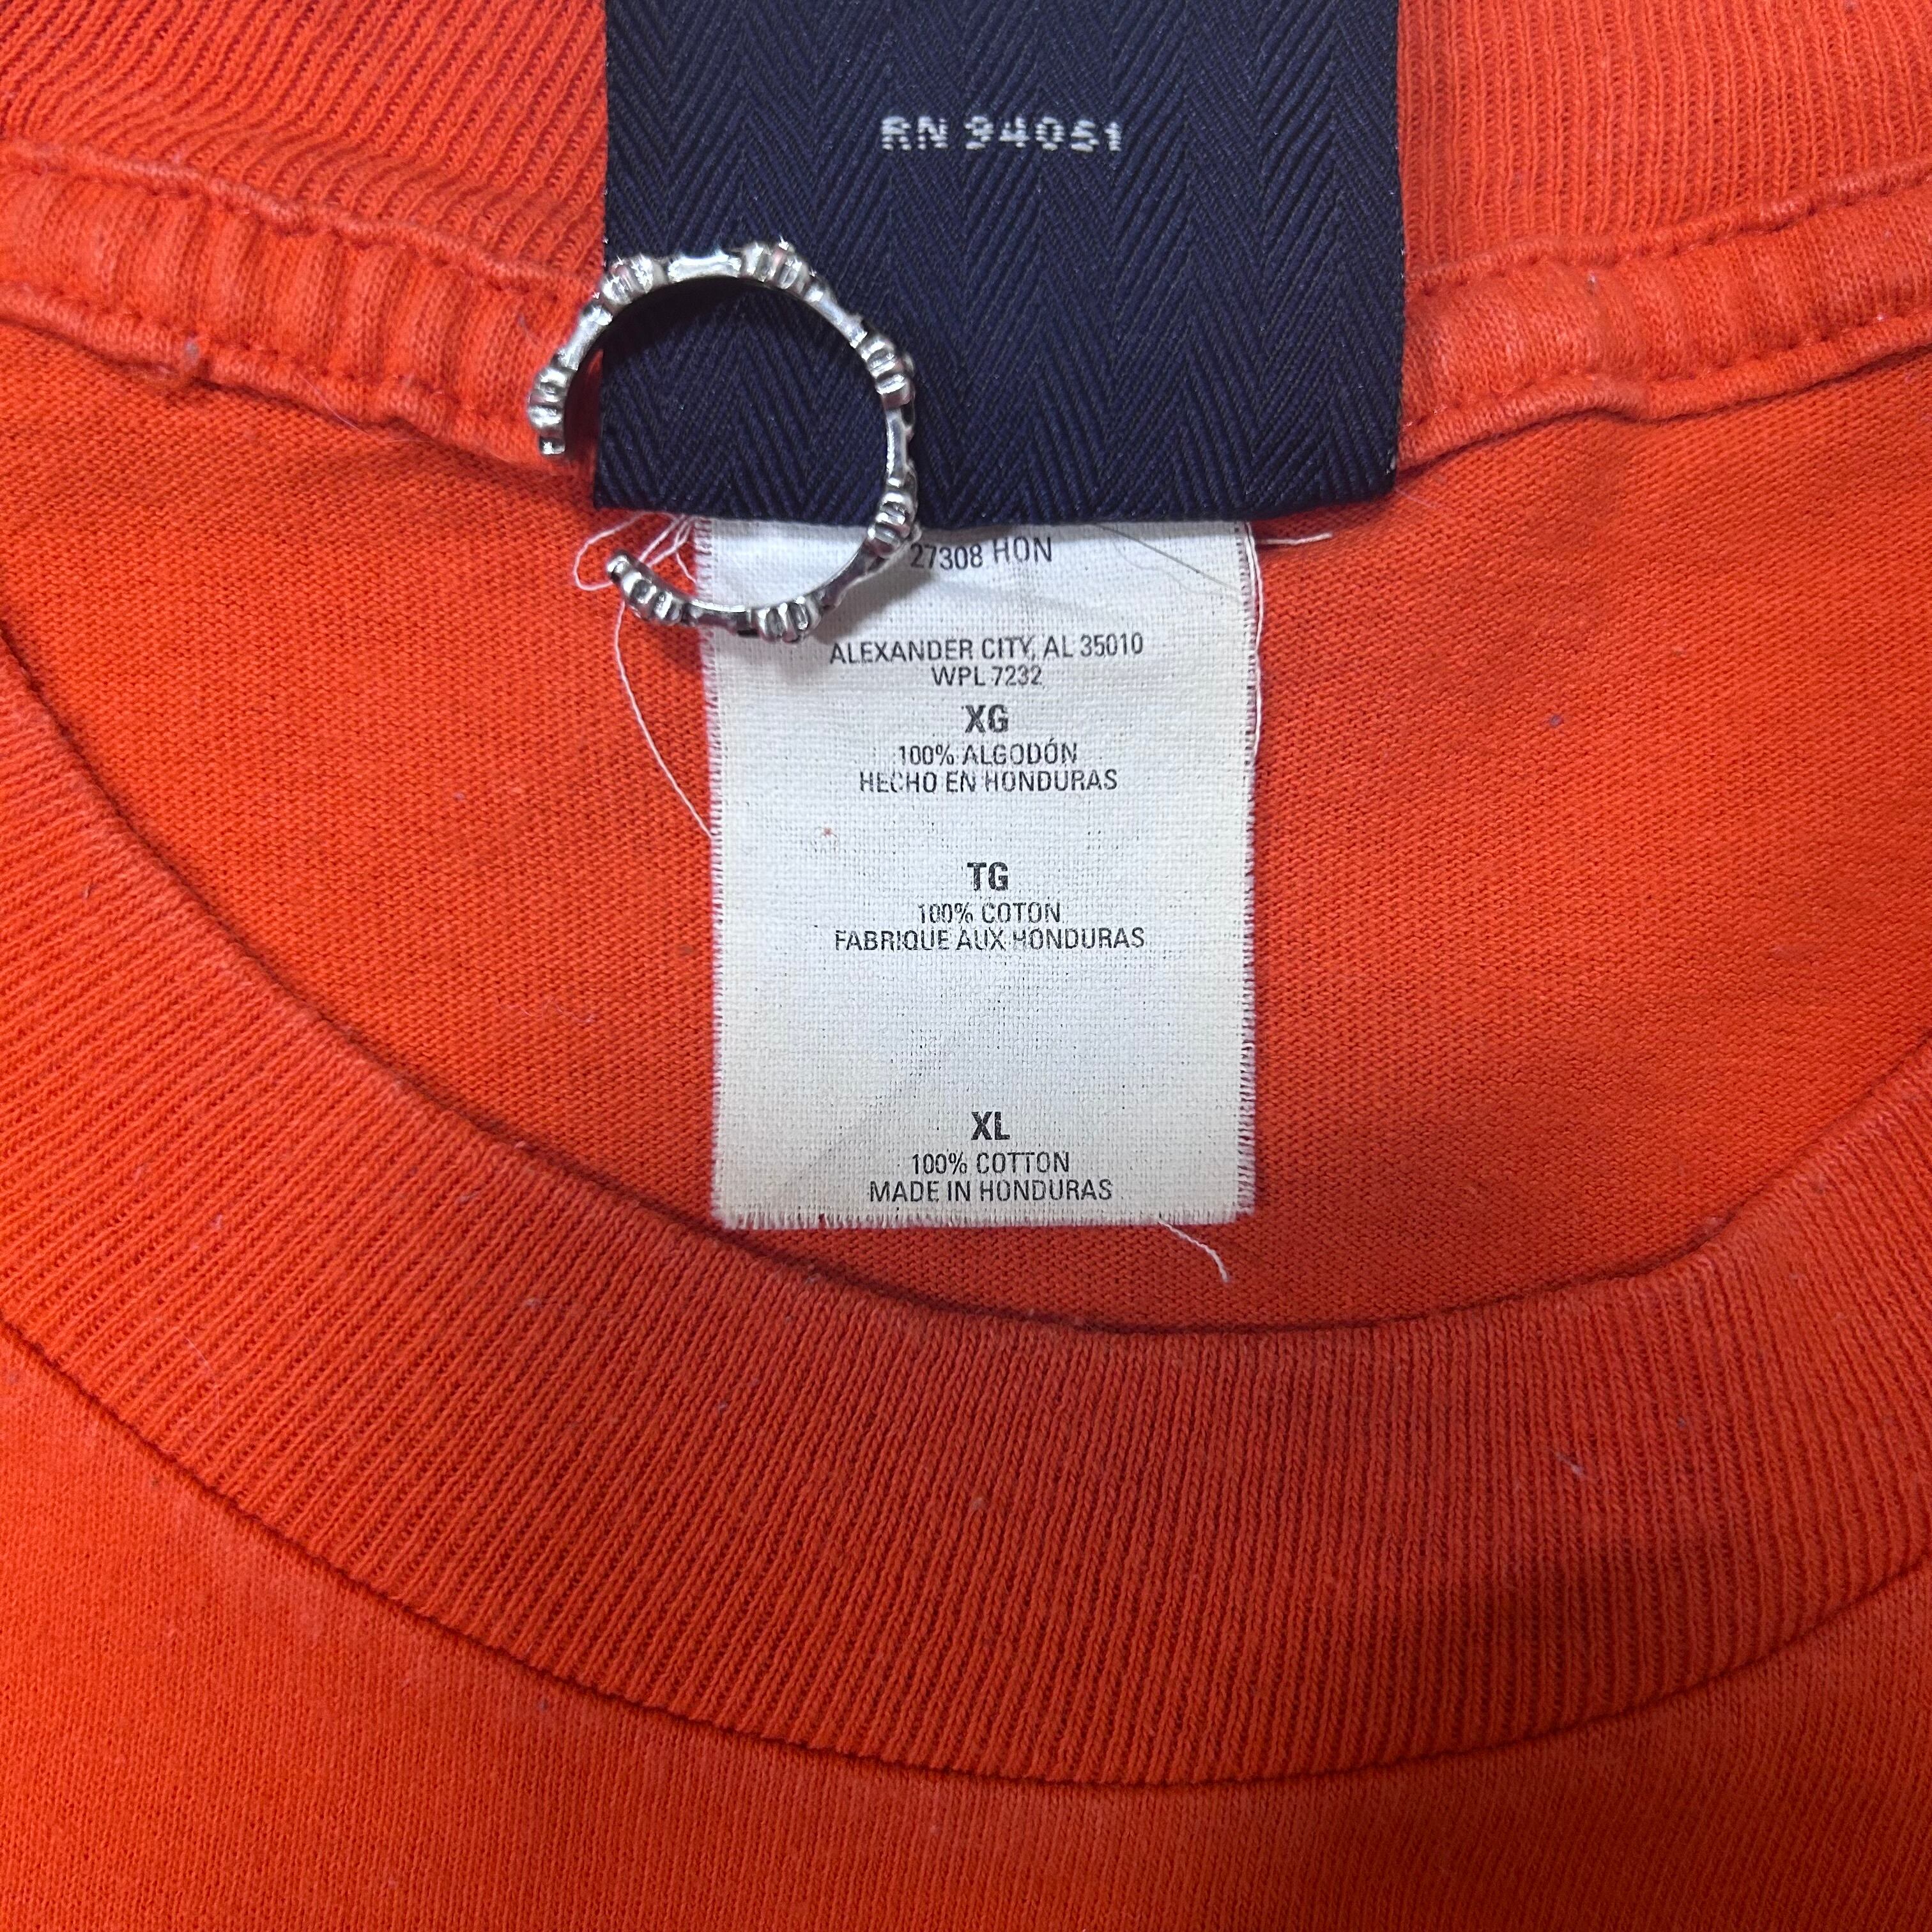 RN 94051
27308 HON
ALEXANDER CITY, AL 35010
WPL 7232
XG
100% ALGODÓN
HECHO EN HONDURAS
TG
100% COTON
FABRIQUE AUX HONDURAS
XL
100% COTTON
MADE IN HONDURAS